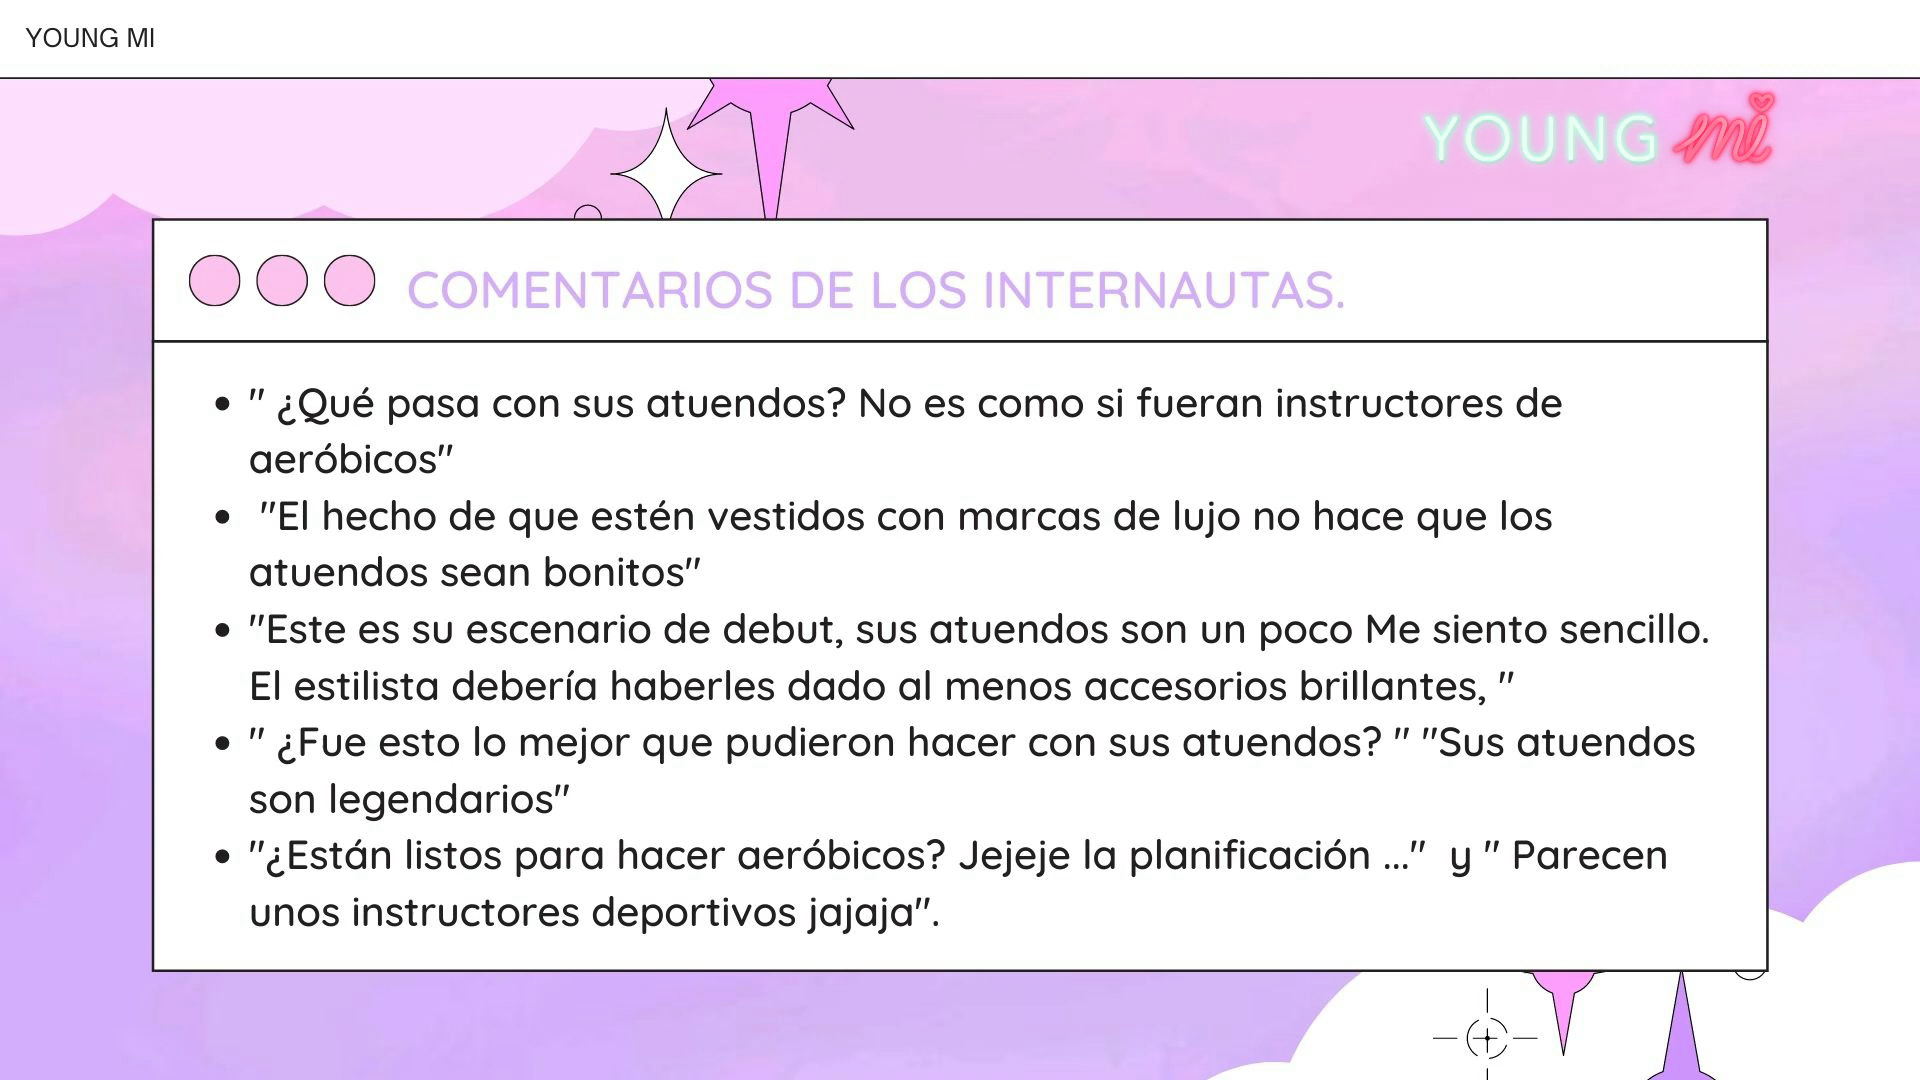 YOUNG MI
YOUNG mi
COMENTARIOS DE LOS INTERNAUTAS.
• " ¿Qué pasa con sus atuendos? No es como si fueran instructores de
aeróbicos"
• "El hecho de que estén vestidos con marcas de lujo no hace que los
atuendos sean bonitos"
• "Este es su escenario de debut, sus atuendos son un poco Me siento sencillo.
El estilista debería haberles dado al menos accesorios brillantes, "
• " ¿Fue esto lo mejor que pudieron hacer con sus atuendos? " "Sus atuendos
son legendarios"
• "¿Están listos para hacer aeróbicos? Jejeje la planificación ..."  y " Parecen
unos instructores deportivos jajaja".